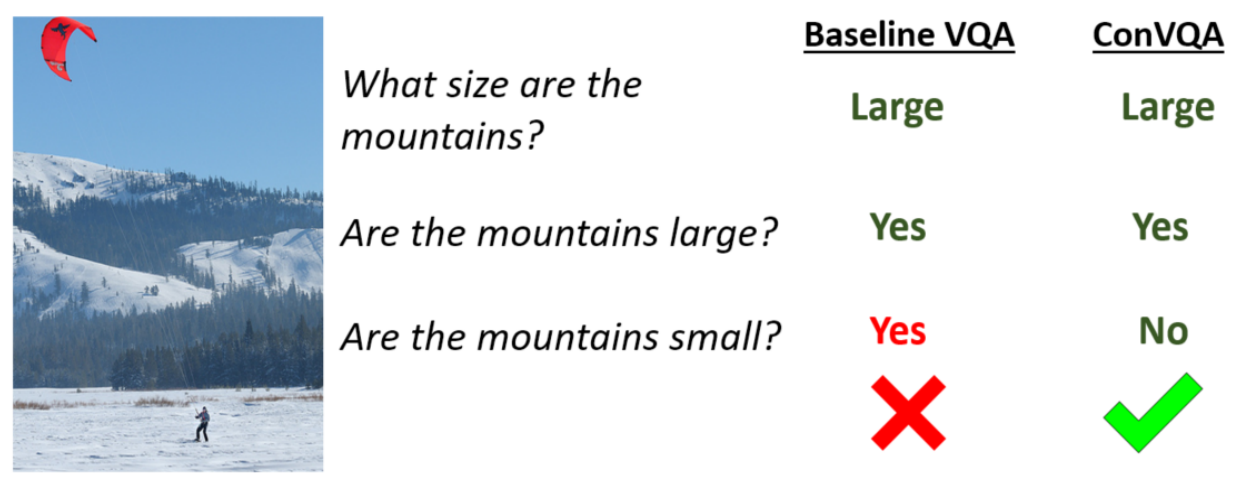 Baseline VQA ConVQA
What size are the Large Large
mountains?
Are the mountains large? Yes Yes
Are the mountains small? Yes No